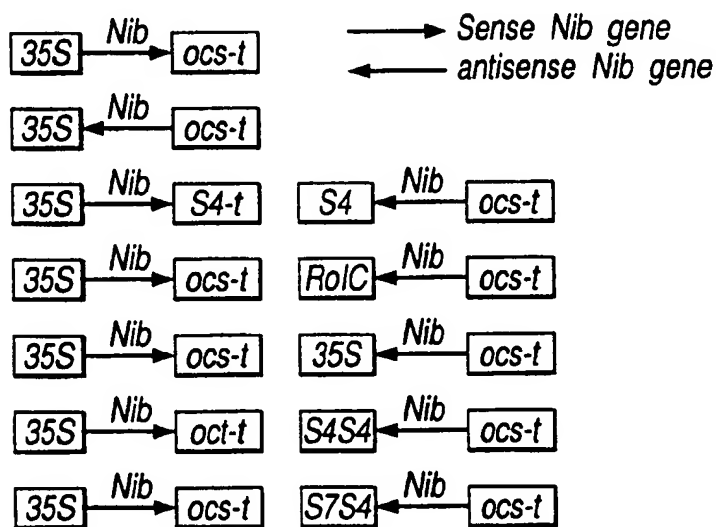 35S Nib ocs-t → Sense Nib gene
35S Nib ocs-t ← antisense Nib gene
35S Nib S4-t S4 Nib ocs-t
35S Nib ocs-t RolC Nib ocs-t
35S Nib ocs-t 35S Nib ocs-t
35S Nib oct-t S4S4 Nib ocs-t
35S Nib ocs-t S7S4 Nib ocs-t